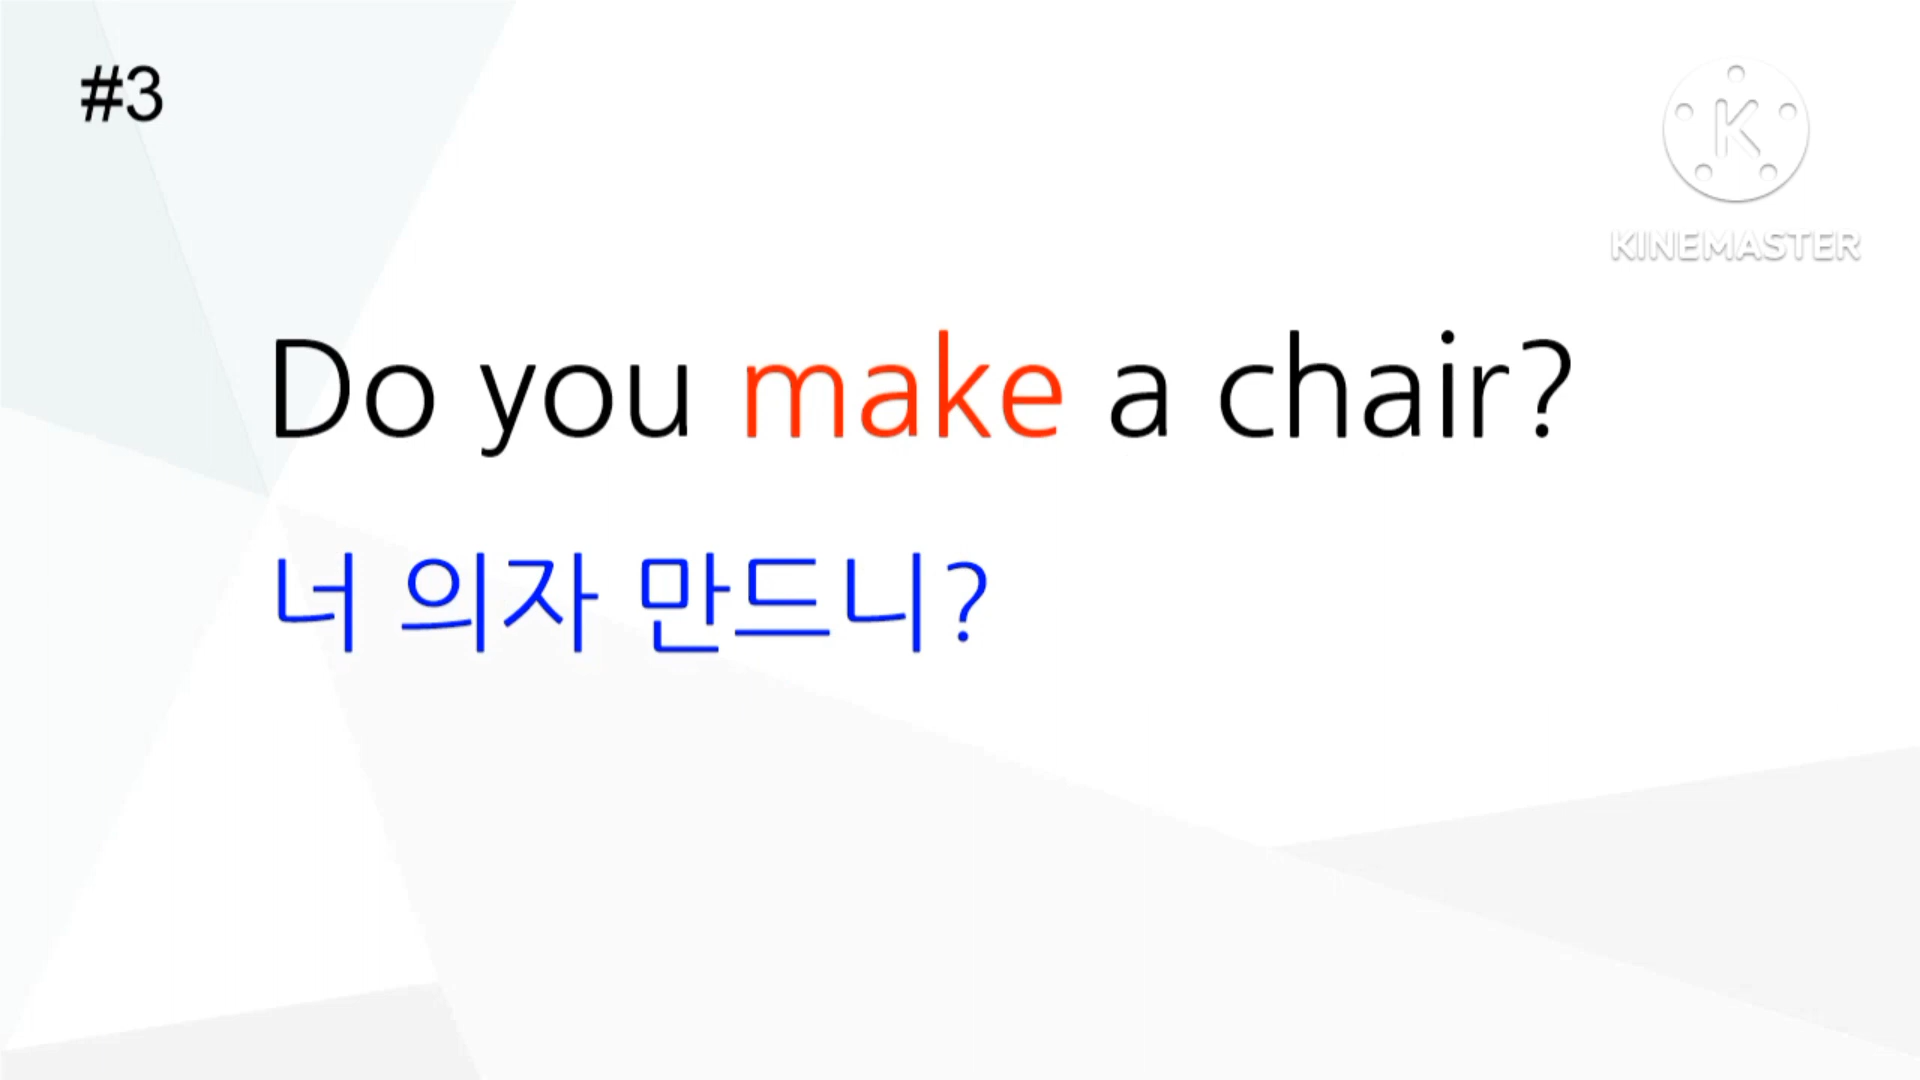 #3
K
KINEMASTER
Do you make a chair?
너 의자 만드니?